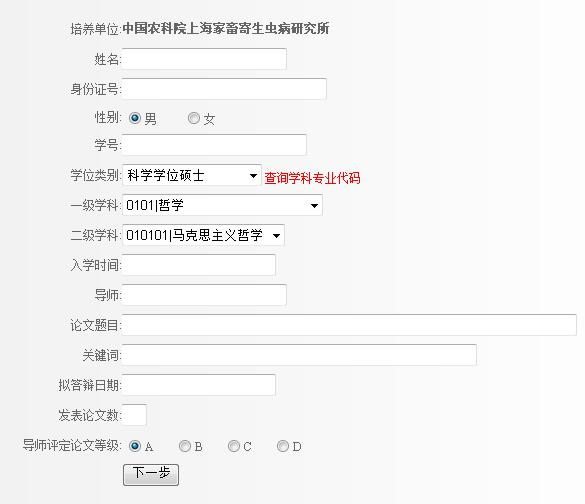 培养单位:中国农科院上海家畜寄生虫病研究所
姓名:
身份证号:
性别: 男 女
学号:
学位类别: 科学学位硕士 查询学科专业代码
一级学科: 0101|哲学
二级学科: 010101|马克思主义哲学
入学时间:
导师:
论文题目:
关键词:
拟答辩日期:
发表论文数:
导师评定论文等级: A B C D
下一步